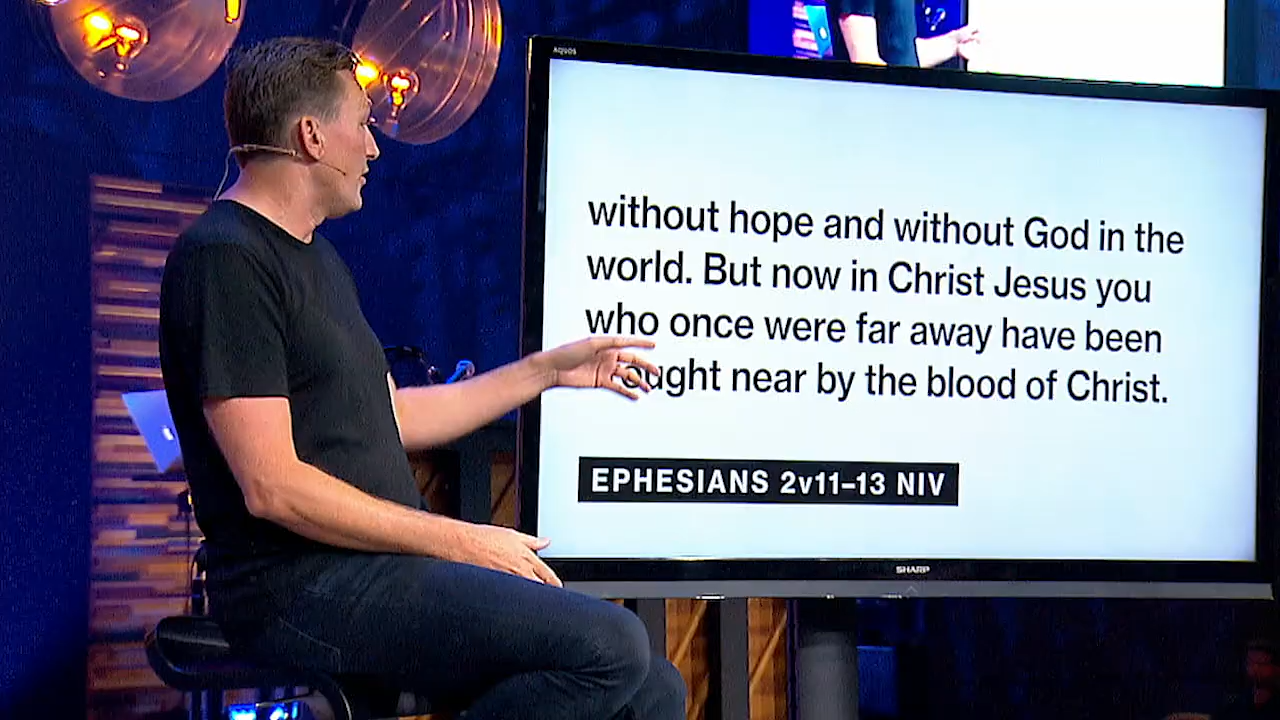 AQUOS
without hope and without God in the
world. But now in Christ Jesus you
who once were far away have been
ought near by the blood of Christ.
EPHESIANS 2v11–13 NIV
SHARP